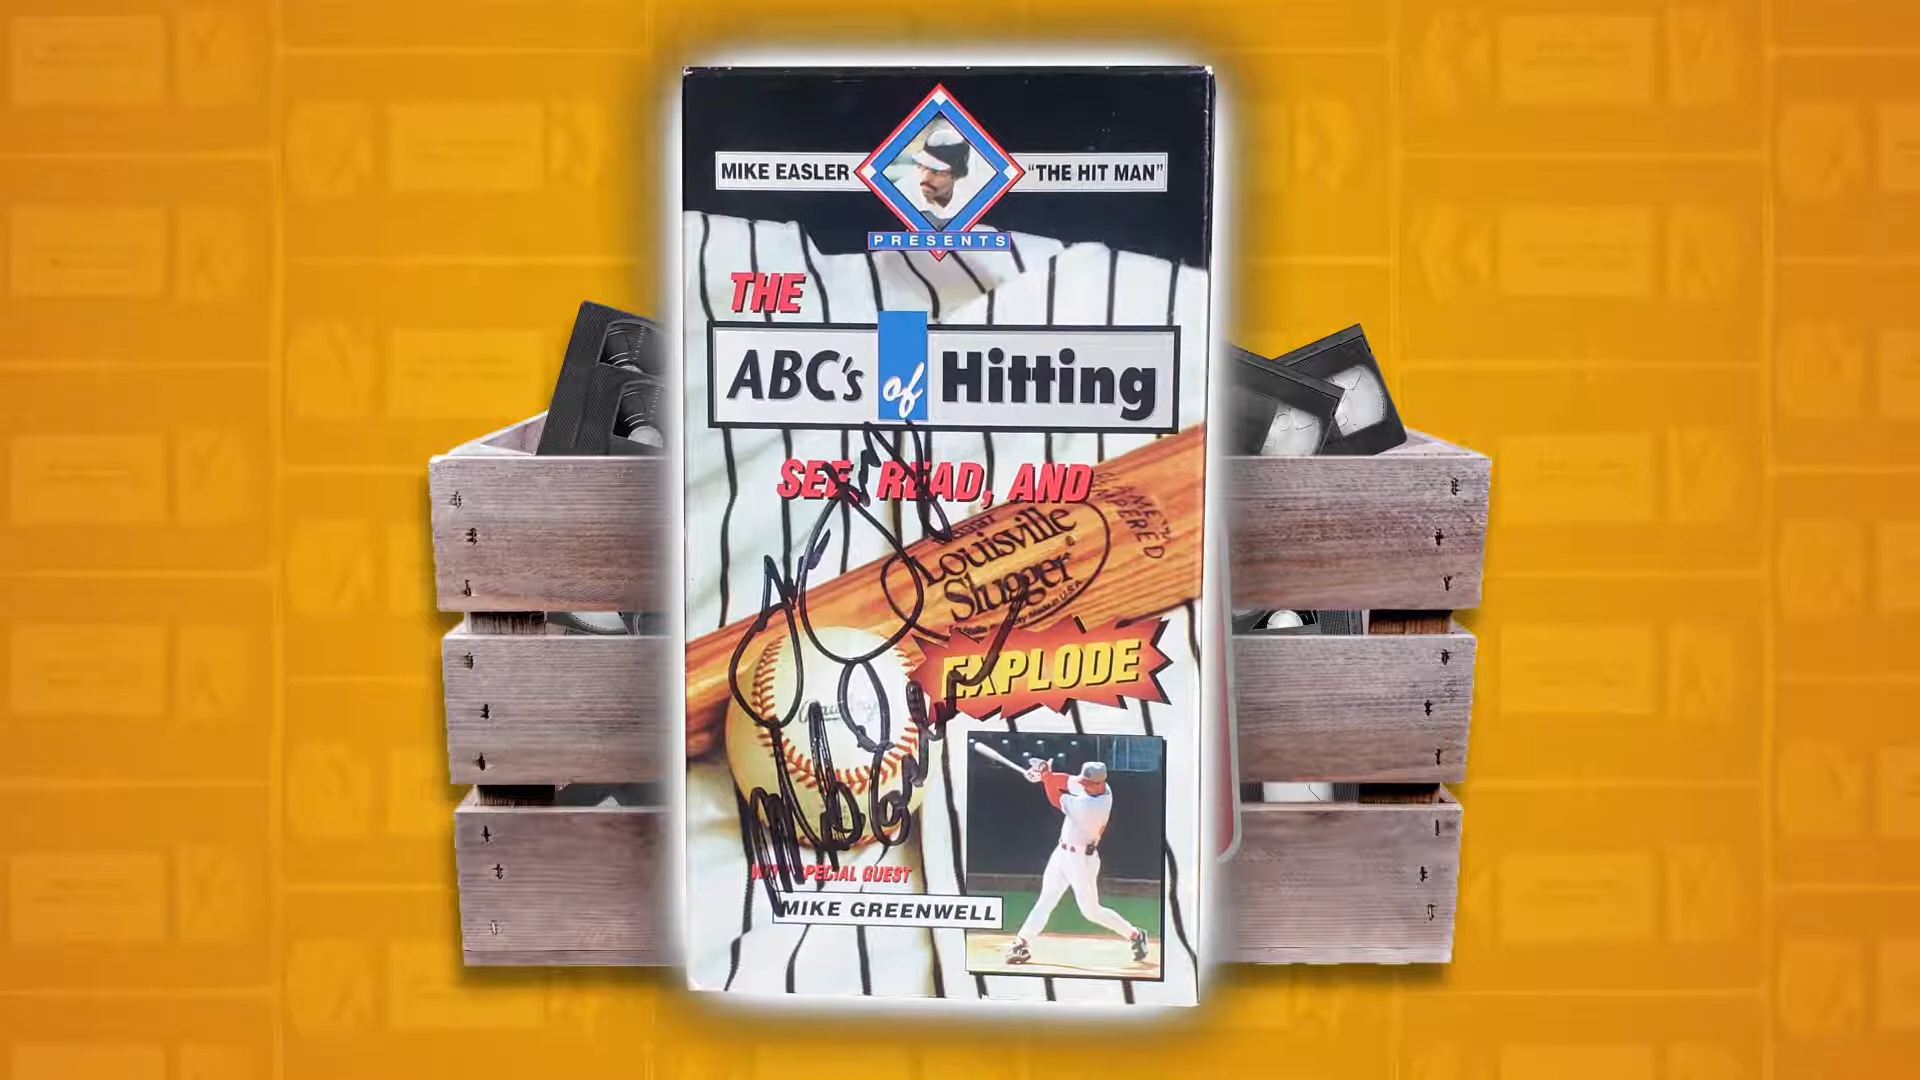 MIKE EASLER "THE HIT MAN"
PRESENTS
THE
ABC's of Hitting
SEE, READ, AND
Louisville
Slugger
EXPLODE
SPECIAL GUEST
MIKE GREENWELL